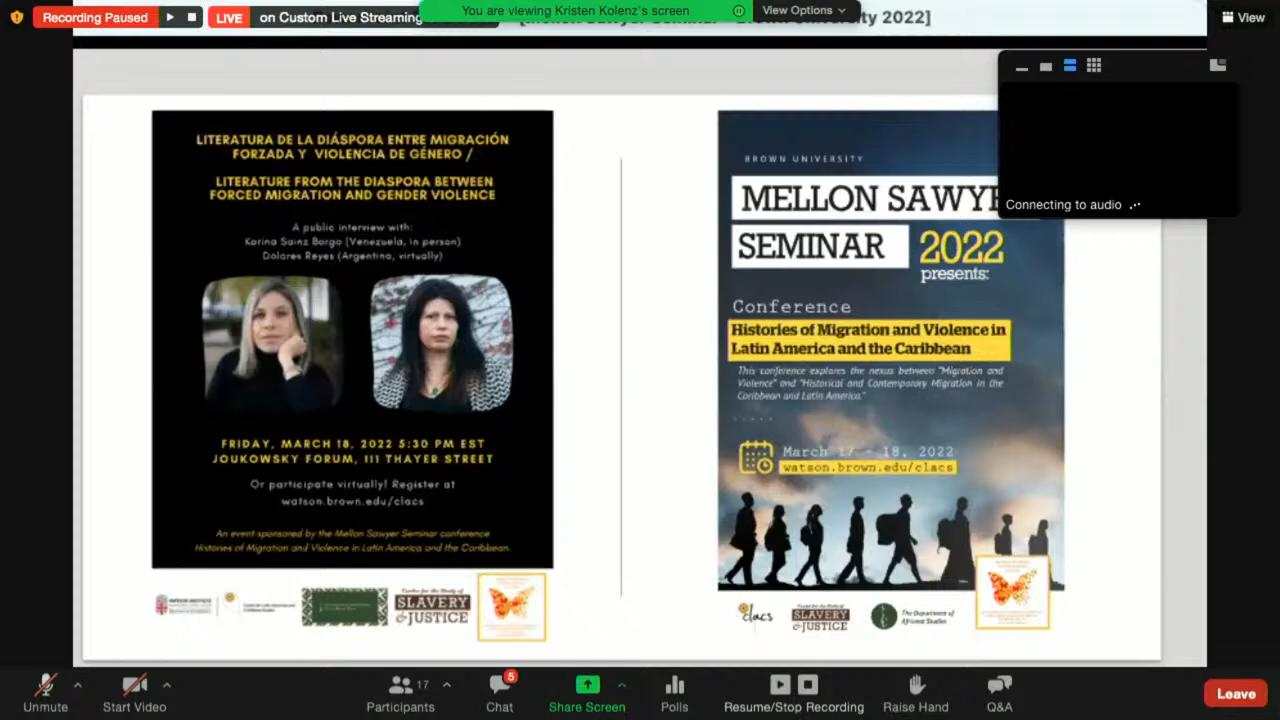 Recording Paused
LIVE
on Custom Live Streaming
You are viewing Kristen Kolenz's screen
View Options
University 2022]
View
Connecting to audio
LITERATURA DE LA DIÁSPORA ENTRE MIGRACIÓN
FORZADA Y VIOLENCIA DE GÉNERO /
LITERATURE FROM THE DIASPORA BETWEEN
FORCED MIGRATION AND GENDER VIOLENCE
A public interview with:
Karina Sainz Borgo (Venezuela, in person)
Dolores Reyes (Argentina, virtually)
FRIDAY, MARCH 18, 2022 5:30 PM EST
JOUKOWSKY FORUM, 111 THAYER STREET
Or participate virtually! Register at
watson.brown.edu/clacs
An event sponsored by the Mellon Sawyer Seminar conference
Histories of Migration and Violence in Latin America and the Caribbean.
Center for the Study of
SLAVERY
& JUSTICE
BROWN UNIVERSITY
MELLON SAWYE
SEMINAR
2022
presents:
Conference
Histories of Migration and Violence in
Latin America and the Caribbean
This conference explores the nexus between "Migration and
Violence" and "Historical and Contemporary Migration in the
Caribbean and Latin America."
March 17 - 18, 2022
watson.brown.edu/clacs
clacs
SLAVERY
& JUSTICE
The Department of
Africana Studies
Unmute
Start Video
17
Participants
5
Chat
Share Screen
Polls
Resume/Stop Recording
Raise Hand
Q&A
Leave